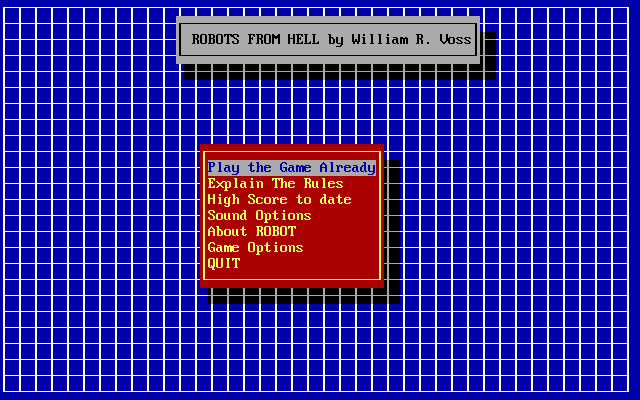 ROBOTS FROM HELL by William R. Voss
Play the Game Already
Explain The Rules
High Score to date
Sound Options
About ROBOT
Game Options
QUIT